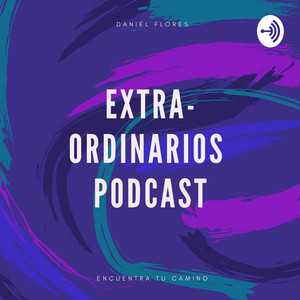 DANIEL FLORES
EXTRA-
ORDINARIOS
PODCAST
ENCUENTRA TU CAMINO